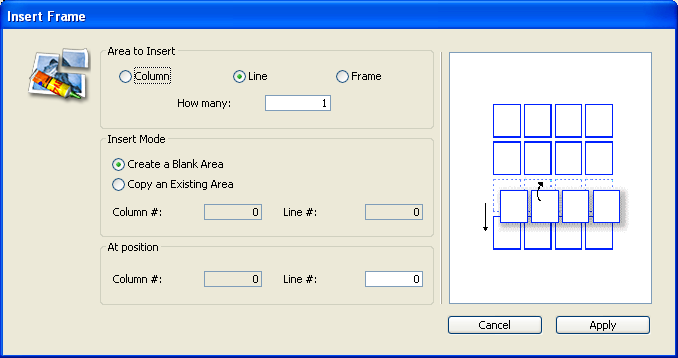 Insert Frame
Area to Insert
Column Line Frame
How many: 1
Insert Mode
Create a Blank Area
Copy an Existing Area
Column #: 0 Line #: 0
At position
Column #: 0 Line #: 0
Cancel Apply